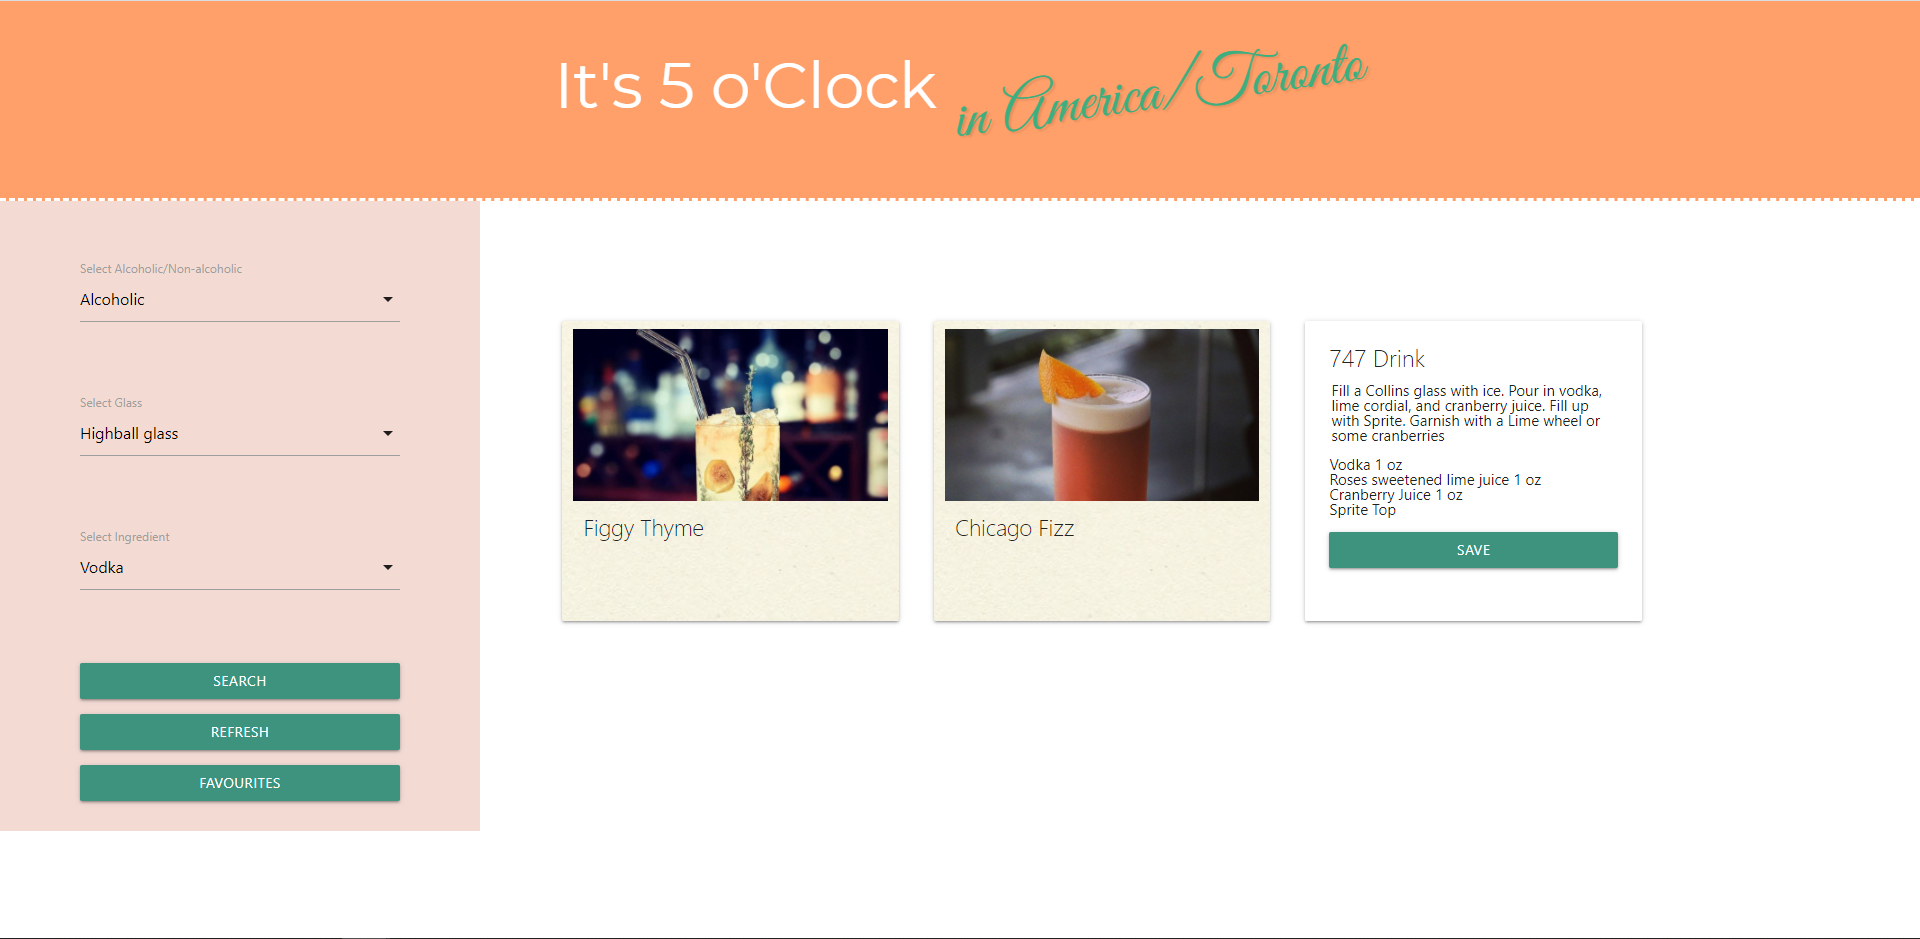 It's 5 o'Clock in America/Toronto
Select Alcoholic/Non-alcoholic
Alcoholic
Select Glass
Highball glass
Select Ingredient
Vodka
SEARCH
REFRESH
FAVOURITES
Figgy Thyme
Chicago Fizz
747 Drink
Fill a Collins glass with ice. Pour in vodka,
lime cordial, and cranberry juice. Fill up
with Sprite. Garnish with a Lime wheel or
some cranberries
Vodka 1 oz
Roses sweetened lime juice 1 oz
Cranberry Juice 1 oz
Sprite Top
SAVE